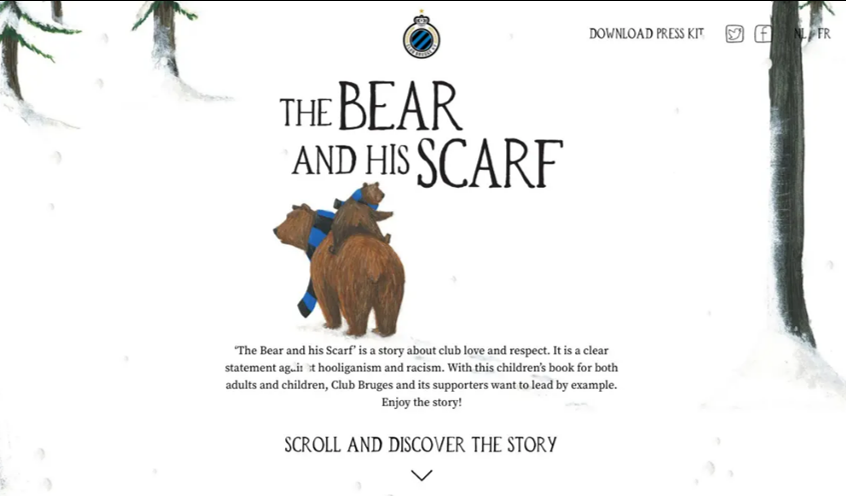 DOWNLOAD PRESS KIT
NL / FR
THE BEAR
AND HIS SCARF
‘The Bear and his Scarf’ is a story about club love and respect. It is a clear
statement against hooliganism and racism. With this children’s book for both
adults and children, Club Bruges and its supporters want to lead by example.
Enjoy the story!
SCROLL AND DISCOVER THE STORY